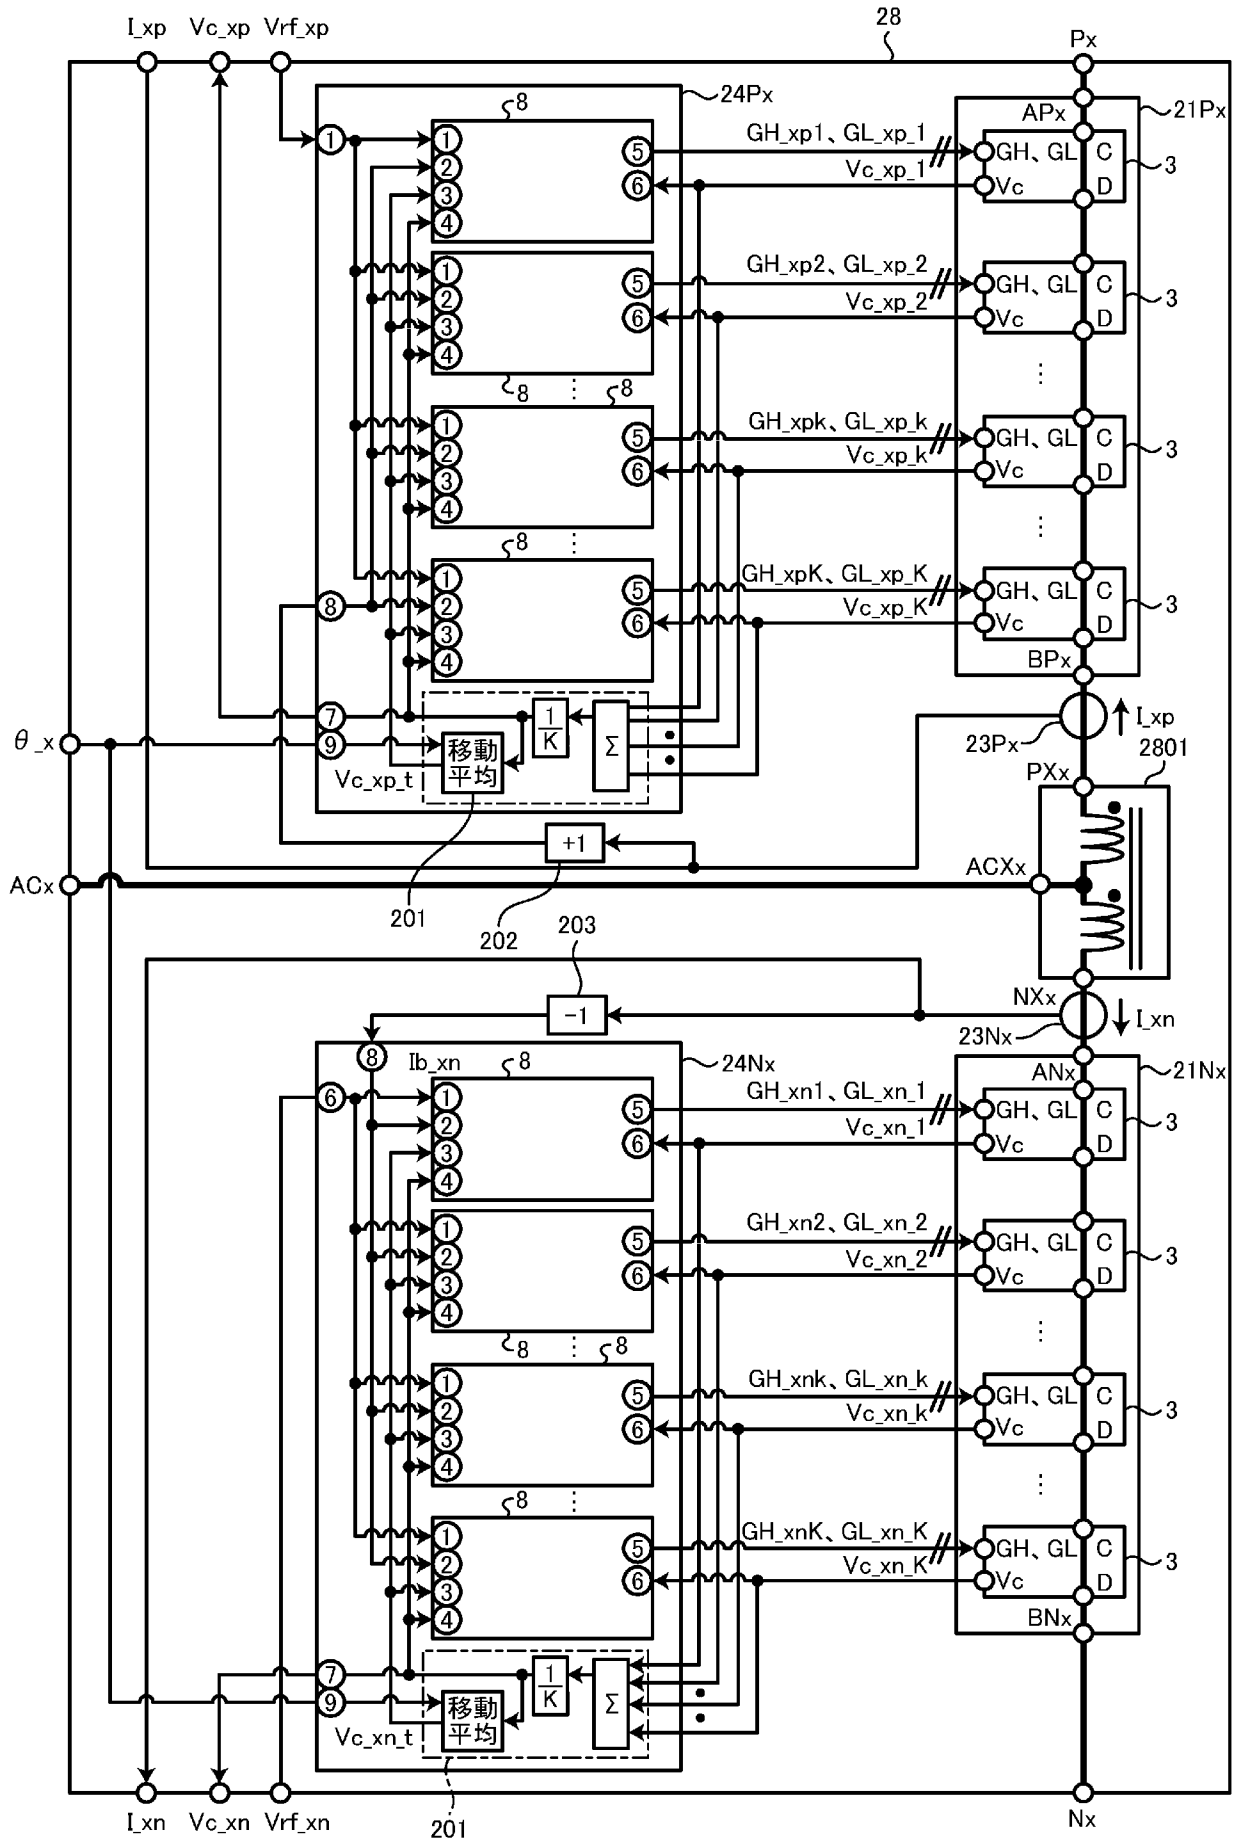 I_xp Vc_xp Vrf_xp
28
Px
24Px
21Px
8
APx
① ① ② ③ ④ ⑤ ⑥
GH_xp1、GL_xp_1
Vc_xp_1
GH、GL C
Vc D
3
① ② ③ ④ ⑤ ⑥
GH_xp2、GL_xp_2
Vc_xp_2
GH、GL C
Vc D
3
8 ⋮ 8
⋮
① ② ③ ④ ⑤ ⑥
GH_xpk、GL_xp_k
Vc_xp_k
GH、GL C
Vc D
3
8 ⋮
⋮
⑧ ① ② ③ ④ ⑤ ⑥
GH_xpK、GL_xp_K
Vc_xp_K
GH、GL C
Vc D
3
BPx
⑦
1/K
Σ
I_xp
θ_x
⑨
移動
平均
Vc_xp_t
23Px
2801
PXx
+1
ACx
ACXx
201
202
203
-1
NXx
I_xn
23Nx
⑧
Ib_xn
8
24Nx
21Nx
ANx
⑥ ① ② ③ ④ ⑤ ⑥
GH_xn1、GL_xn_1
Vc_xn_1
GH、GL C
Vc D
3
① ② ③ ④ ⑤ ⑥
GH_xn2、GL_xn_2
Vc_xn_2
GH、GL C
Vc D
3
8 ⋮ 8
⋮
① ② ③ ④ ⑤ ⑥
GH_xnk、GL_xn_k
Vc_xn_k
GH、GL C
Vc D
3
8 ⋮
⋮
① ② ③ ④ ⑤ ⑥
GH_xnK、GL_xn_K
Vc_xn_K
GH、GL C
Vc D
3
BNx
⑦
1/K
Σ
⑨
移動
平均
Vc_xn_t
I_xn Vc_xn Vrf_xn
201
Nx